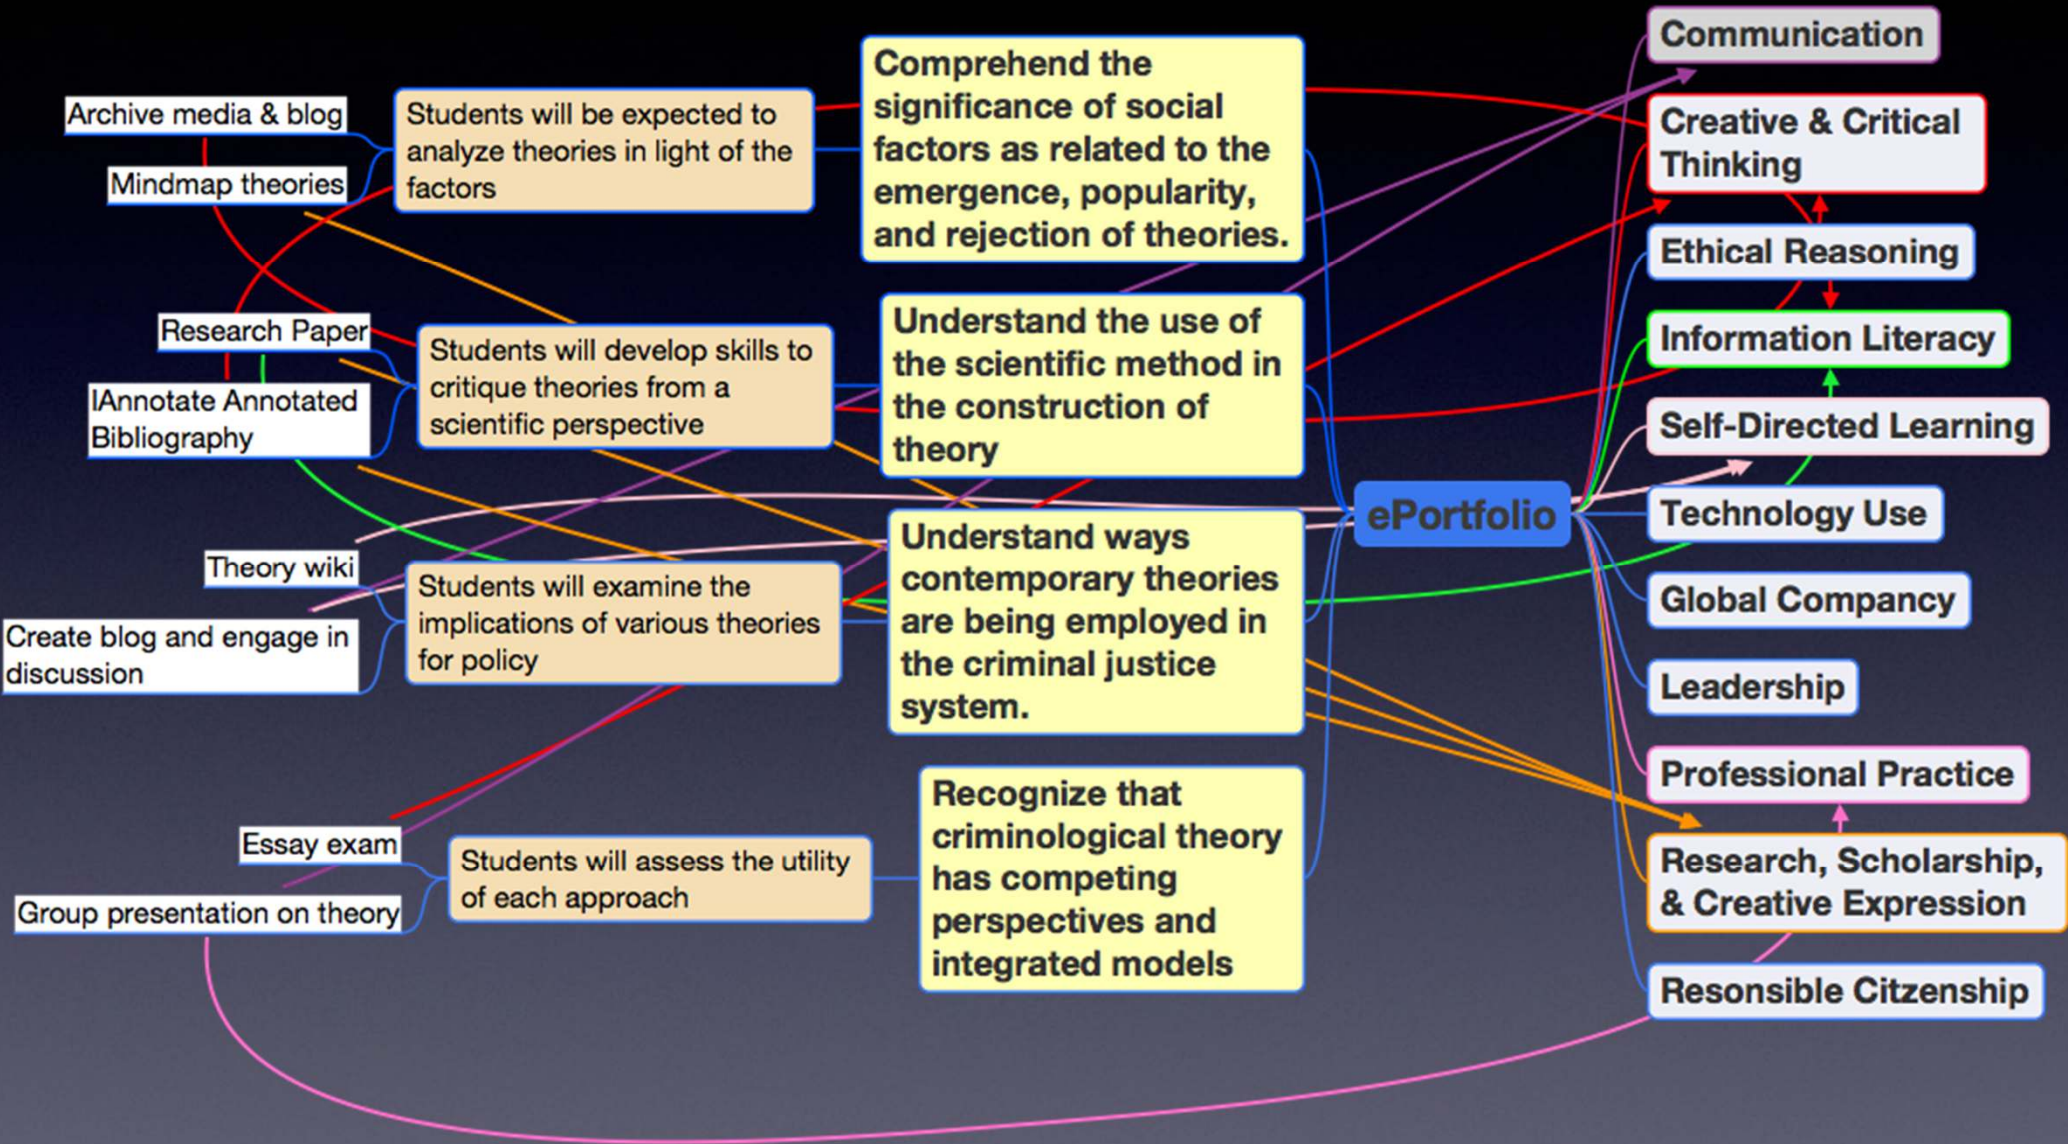 Archive media & blog
Mindmap theories
Students will be expected to
analyze theories in light of the
factors
Comprehend the
significance of social
factors as related to the
emergence, popularity,
and rejection of theories.
Research Paper
IAnnotate Annotated
Bibliography
Students will develop skills to
critique theories from a
scientific perspective
Understand the use of
the scientific method in
the construction of
theory
Theory wiki
Create blog and engage in
discussion
Students will examine the
implications of various theories
for policy
Understand ways
contemporary theories
are being employed in
the criminal justice
system.
Essay exam
Group presentation on theory
Students will assess the utility
of each approach
Recognize that
criminological theory
has competing
perspectives and
integrated models
ePortfolio
Communication
Creative & Critical
Thinking
Ethical Reasoning
Information Literacy
Self-Directed Learning
Technology Use
Global Compancy
Leadership
Professional Practice
Research, Scholarship,
& Creative Expression
Resonsible Citzenship